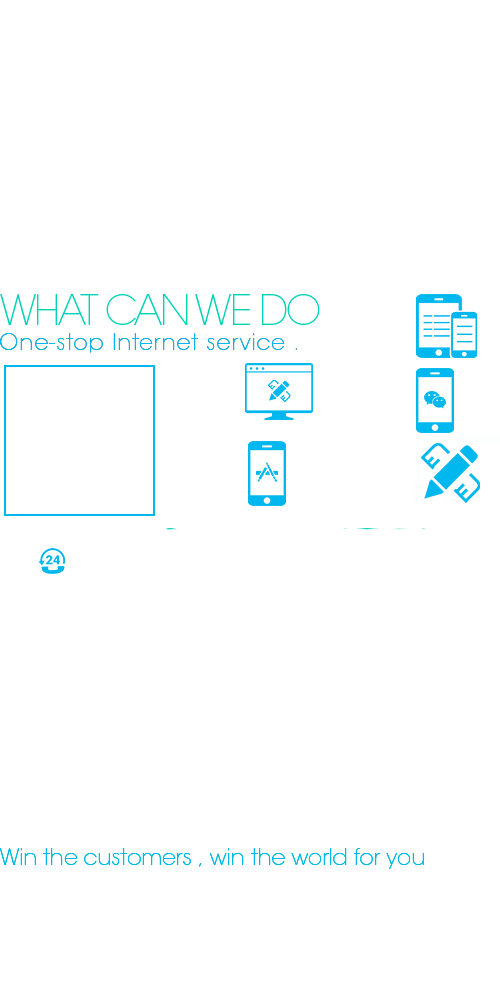 WHAT CAN WE DO
One-stop Internet service .
24
Win the customers , win the world for you